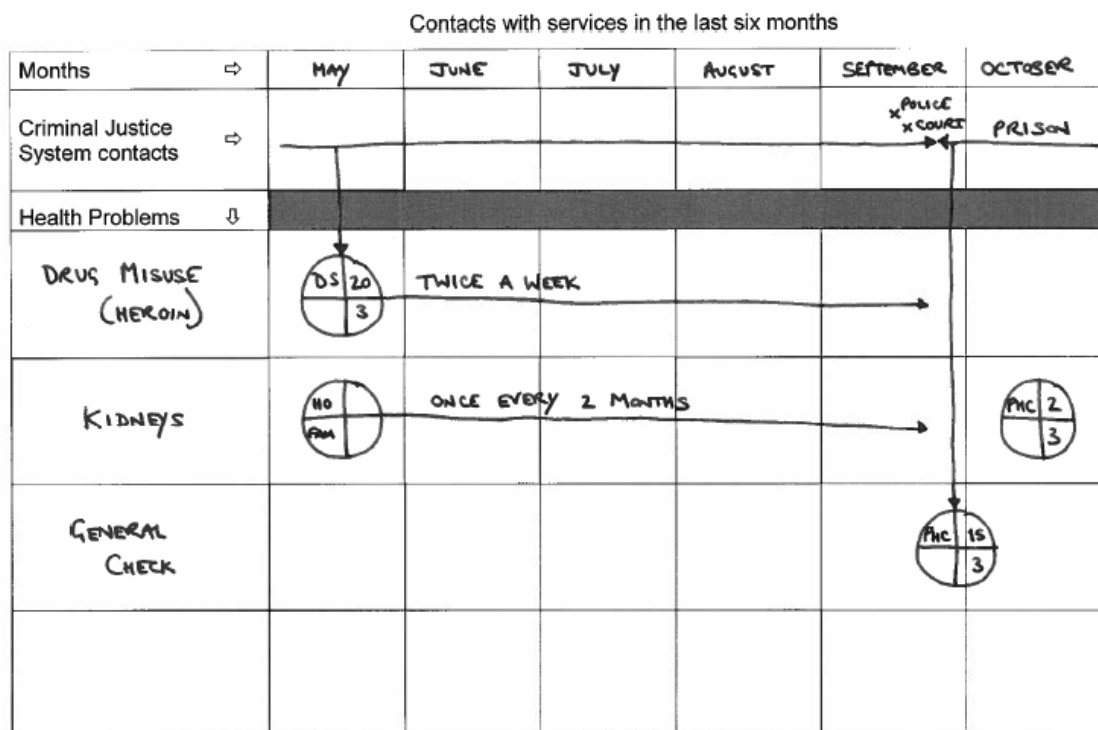 Contacts with services in the last six months
Months ⇨ MAY JUNE JULY AUGUST SEPTEMBER OCTOBER
Criminal Justice
System contacts ⇨
x POLICE
x COURT
PRISON
Health Problems ⇩
DRUG MISUSE
(HEROIN)
DS 20
3
TWICE A WEEK
KIDNEYS
HO
FAM
ONCE EVERY 2 MONTHS
PHC 2
3
GENERAL
CHECK
PHC 15
3